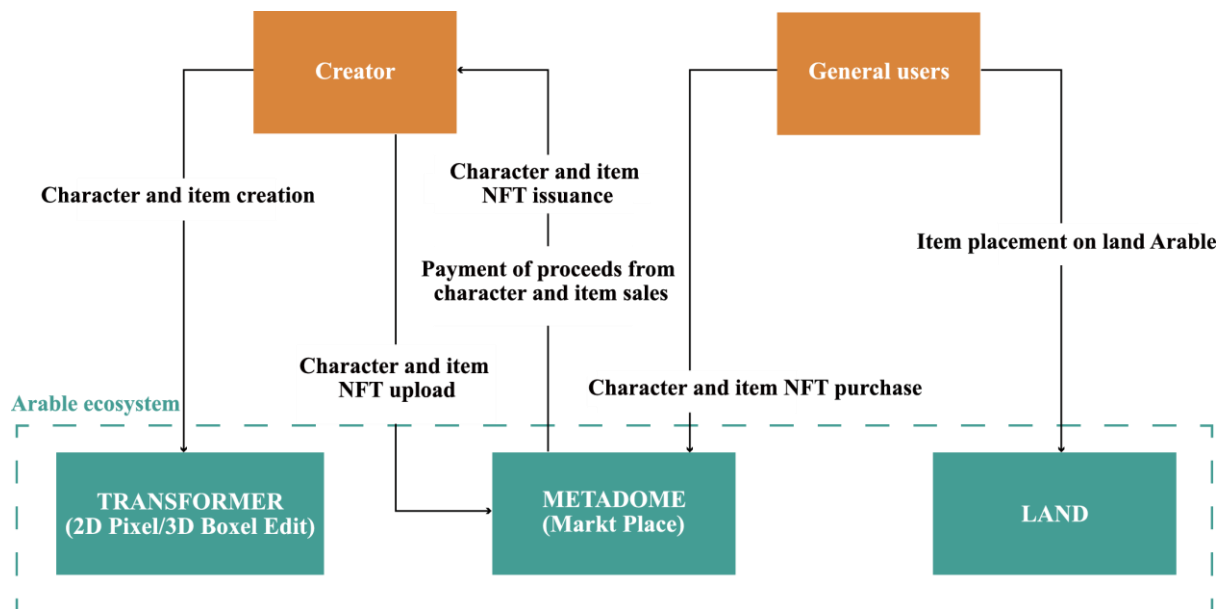 Creator
General users
Character and item creation
Character and item
NFT issuance
Payment of proceeds from
character and item sales
Item placement on land Arable
Character and item
NFT upload
Character and item NFT purchase
Arable ecosystem
TRANSFORMER
(2D Pixel/3D Boxel Edit)
METADOME
(Markt Place)
LAND